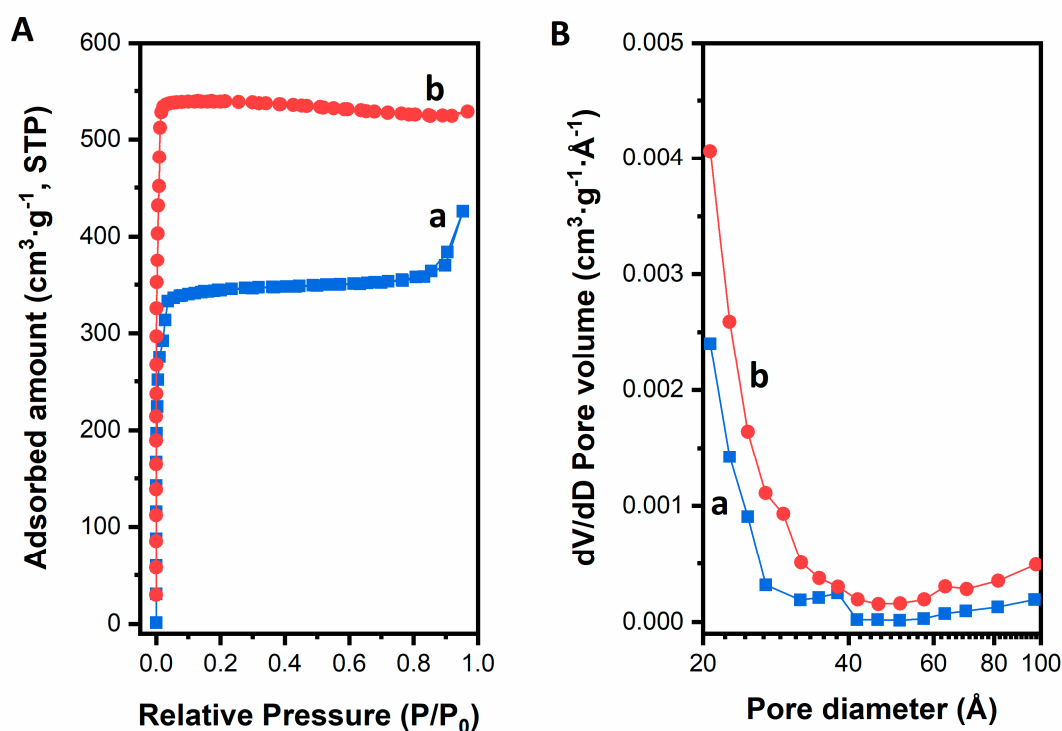 A
Adsorbed amount (cm³·g⁻¹, STP)
600
500
400
300
200
100
0
b
a
0.0 0.2 0.4 0.6 0.8 1.0
Relative Pressure (P/P₀)
B
dV/dD Pore volume (cm³·g⁻¹·Å⁻¹)
0.005
0.004
0.003
0.002
0.001
0.000
b
a
20 40 60 80 100
Pore diameter (Å)